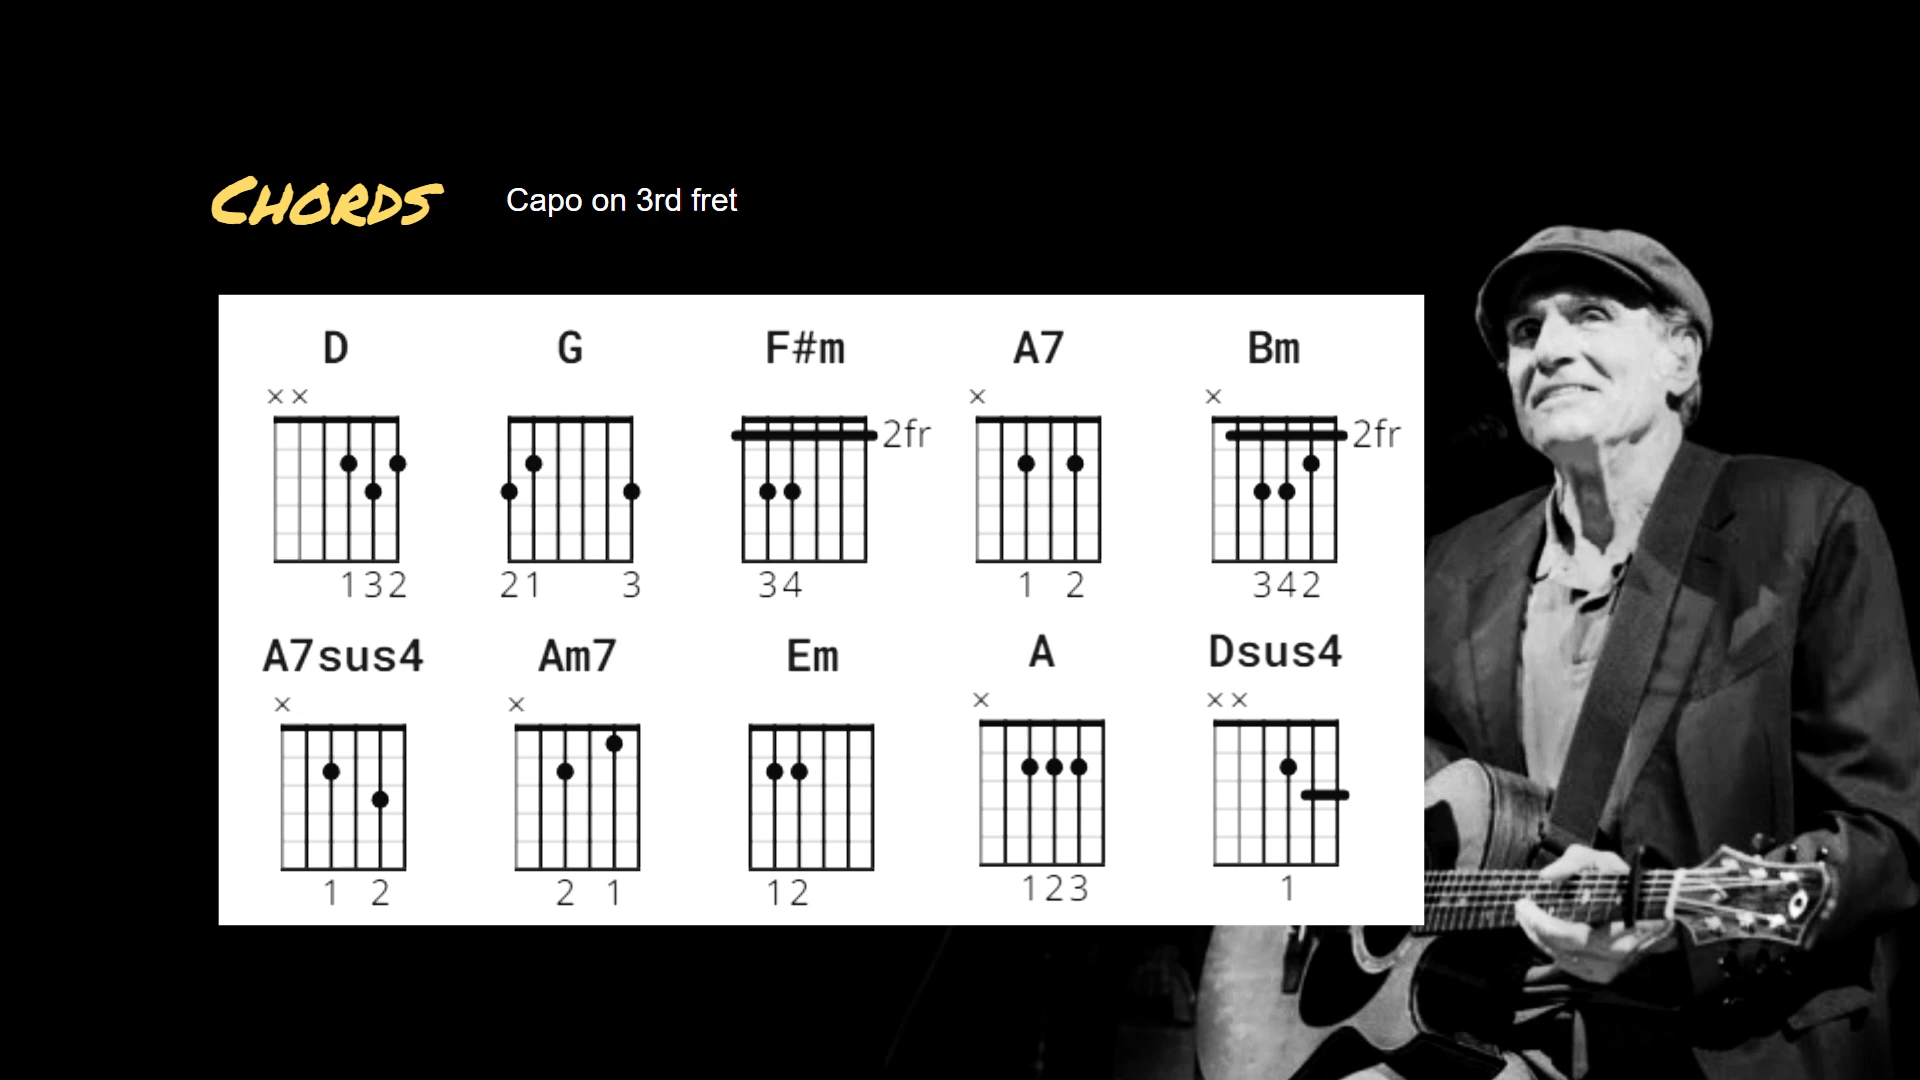 Chords
Capo on 3rd fret
D G F#m A7 Bm
×× × ×
2fr 2fr
132 21 3 34 1 2 342
A7sus4 Am7 Em A Dsus4
× × × ××
1 2 2 1 12 123 1